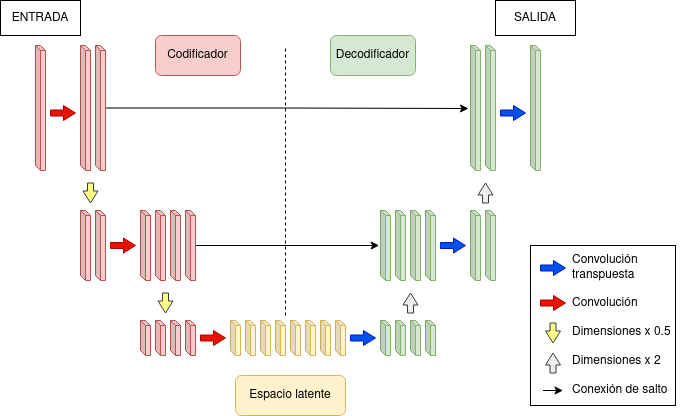 ENTRADA
SALIDA
Codificador
Decodificador
Convolución
transpuesta
Convolución
Dimensiones x 0.5
Dimensiones x 2
Conexión de salto
Espacio latente